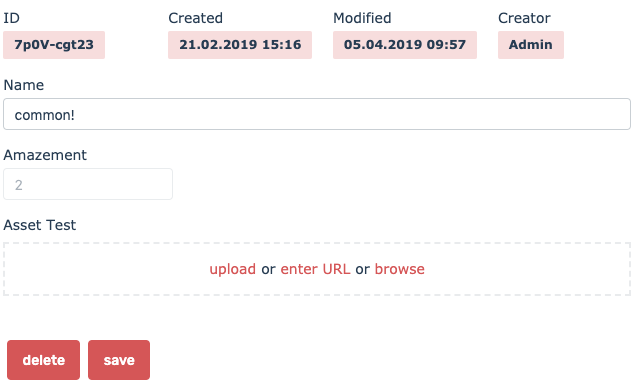 ID Created Modified Creator
7p0V-cgt23 21.02.2019 15:16 05.04.2019 09:57 Admin
Name
common!
Amazement
2
Asset Test
upload or enter URL or browse
delete save